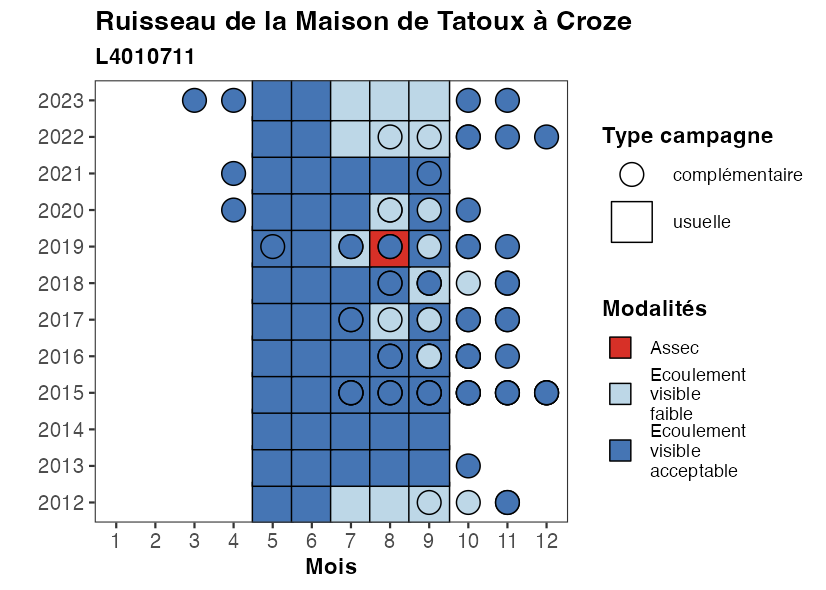 Ruisseau de la Maison de Tatoux à Croze
L4010711
2023
2022
2021
2020
2019
2018
2017
2016
2015
2014
2013
2012
1 2 3 4 5 6 7 8 9 10 11 12
Mois
Type campagne
complémentaire
usuelle
Modalités
Assec
Ecoulement
visible
faible
Ecoulement
visible
acceptable